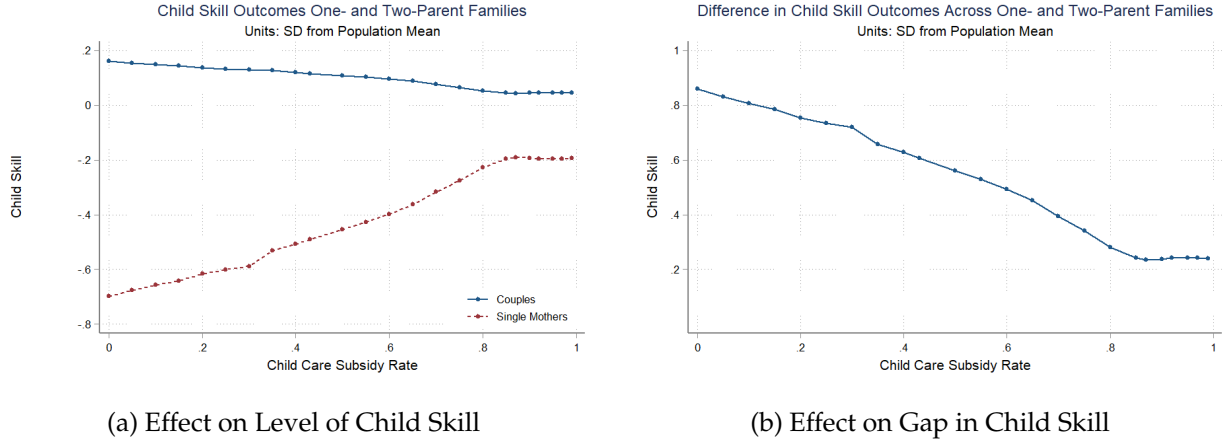 Child Skill Outcomes One- and Two-Parent Families
Units: SD from Population Mean
Child Skill
.2
0
-.2
-.4
-.6
-.8
Couples
Single Mothers
0
.2
.4
.6
.8
1
Child Care Subsidy Rate
(a) Effect on Level of Child Skill
Difference in Child Skill Outcomes Across One- and Two-Parent Families
Units: SD from Population Mean
Child Skill
1
.8
.6
.4
.2
0
.2
.4
.6
.8
1
Child Care Subsidy Rate
(b) Effect on Gap in Child Skill